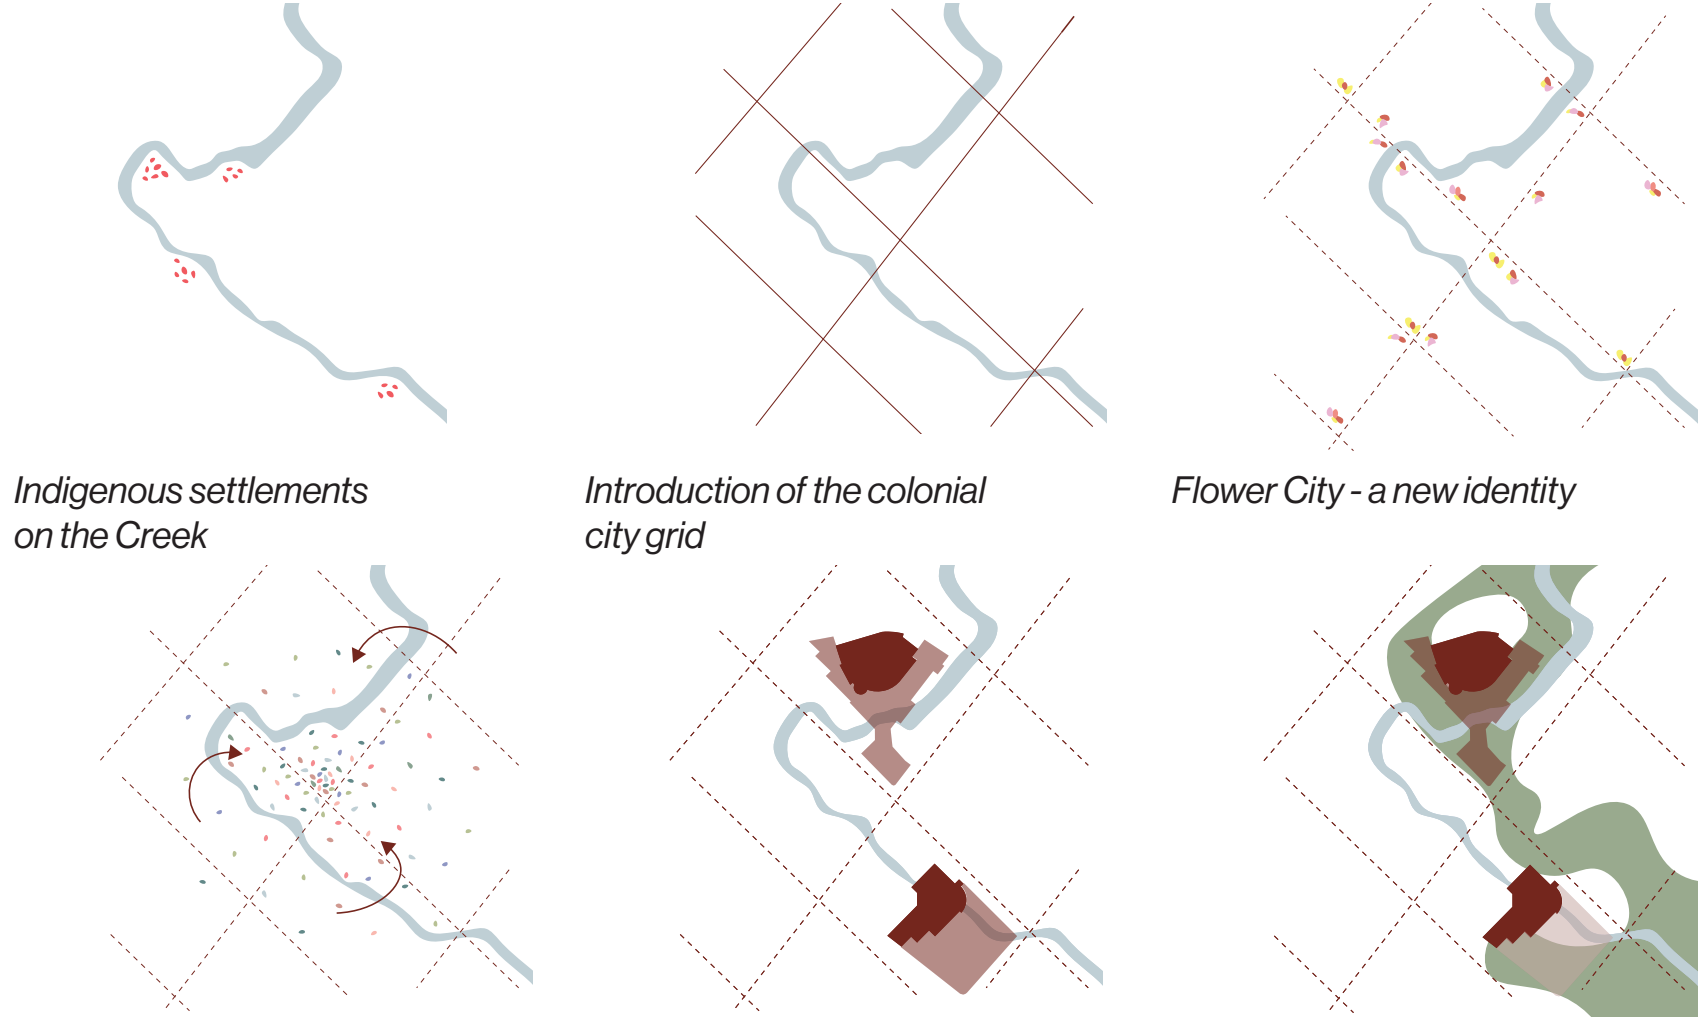 Indigenous settlements
on the Creek
Introduction of the colonial
city grid
Flower City - a new identity